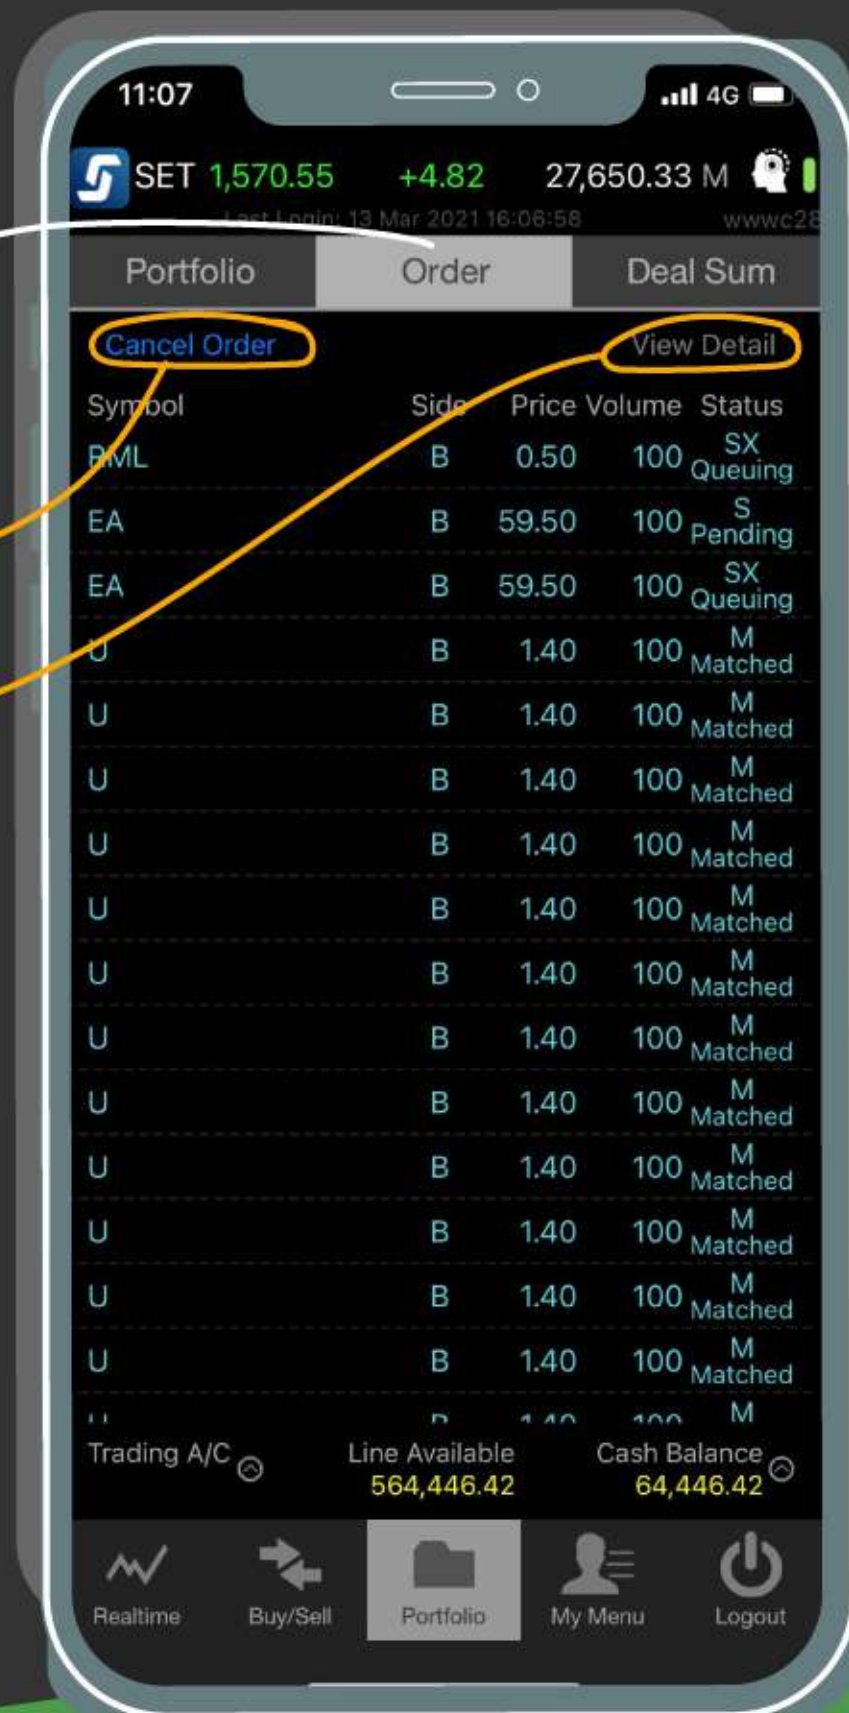 11:07 4G
SET 1,570.55 +4.82 27,650.33 M
Last Login: 13 Mar 2021 16:06:58 wwwc28
Portfolio Order Deal Sum
Cancel Order View Detail
Symbol Side Price Volume Status
RML B 0.50 100 SX Queuing
EA B 59.50 100 S Pending
EA B 59.50 100 SX Queuing
U B 1.40 100 M Matched
U B 1.40 100 M Matched
U B 1.40 100 M Matched
U B 1.40 100 M Matched
U B 1.40 100 M Matched
U B 1.40 100 M Matched
U B 1.40 100 M Matched
U B 1.40 100 M Matched
U B 1.40 100 M Matched
U B 1.40 100 M Matched
U B 1.40 100 M Matched
U B 1.40 100 M Matched
U B 1.40 100 M
Trading A/C Line Available Cash Balance
564,446.42 64,446.42
Realtime Buy/Sell Portfolio My Menu Logout